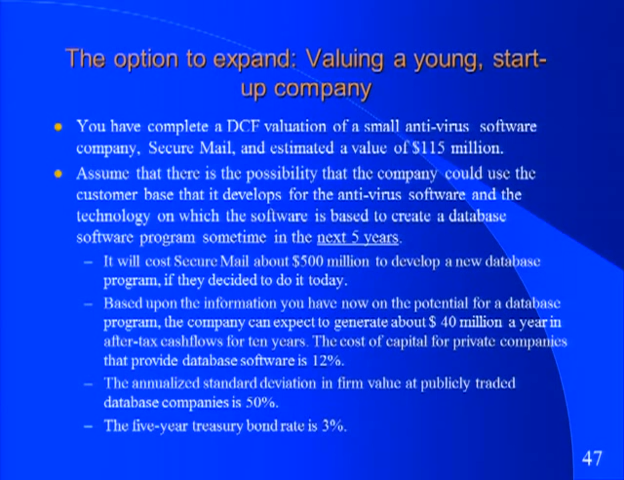 The option to expand: Valuing a young, start-
up company
You have complete a DCF valuation of a small anti-virus software
company, Secure Mail, and estimated a value of $115 million.
Assume that there is the possibility that the company could use the
customer base that it develops for the anti-virus software and the
technology on which the software is based to create a database
software program sometime in the next 5 years.
– It will cost Secure Mail about $500 million to develop a new database
program, if they decided to do it today.
– Based upon the information you have now on the potential for a database
program, the company can expect to generate about $ 40 million a year in
after-tax cashflows for ten years. The cost of capital for private companies
that provide database software is 12%.
– The annualized standard deviation in firm value at publicly traded
database companies is 50%.
– The five-year treasury bond rate is 3%.
47